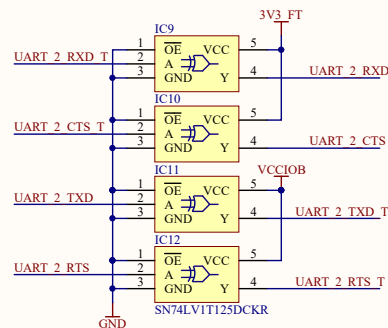 3V3_FT
IC9
1 OE VCC 5
UART_2_RXD_T 2 A
3 GND Y 4 UART_2_RXD
IC10
1 OE VCC 5
UART_2_CTS_T 2 A
3 GND Y 4 UART_2_CTS
IC11
VCCIOB
1 OE VCC 5
UART_2_TXD 2 A
3 GND Y 4 UART_2_TXD_T
IC12
1 OE VCC 5
UART_2_RTS 2 A
3 GND Y 4 UART_2_RTS_T
SN74LV1T125DCKR
GND